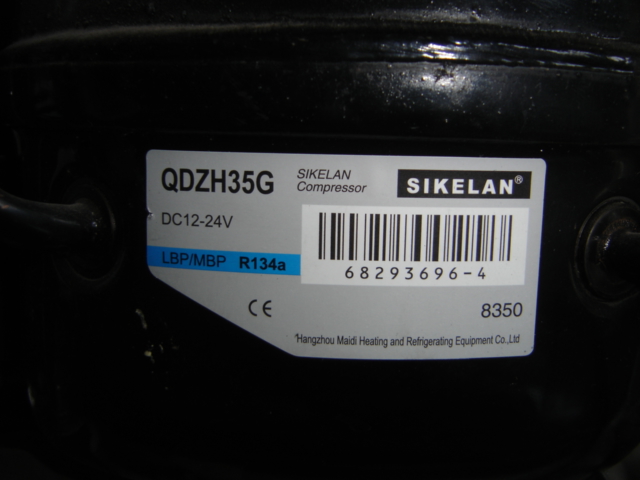 QDZH35G
SIKELAN
Compressor
SIKELAN®
DC12-24V
LBP/MBP R134a
68293696-4
CE
8350
Hangzhou Maidi Heating and Refrigerating Equipment Co.,Ltd